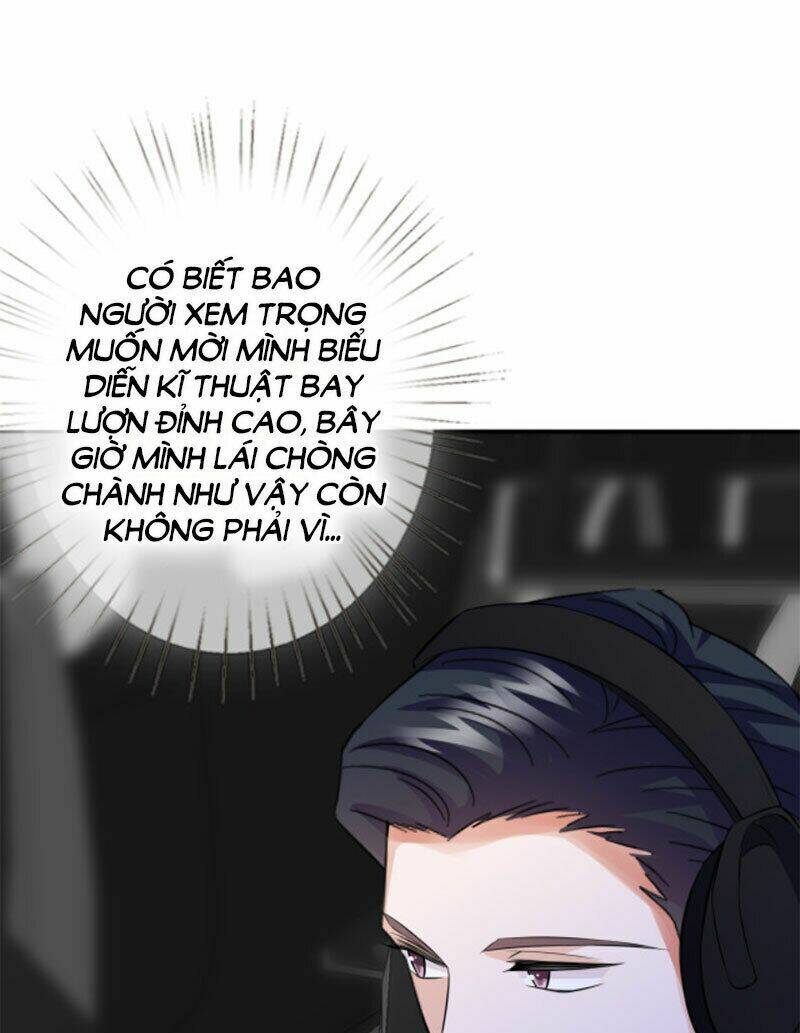 CÓ BIẾT BAO
NGƯỜI XEM TRỌNG
MUỐN MỜI MÌNH BIỂU
DIỄN KĨ THUẬT BAY
LƯỢN ĐỈNH CAO, BÂY
GIỜ MÌNH LÁI CHÒNG
CHÀNH NHƯ VẬY CÒN
KHÔNG PHẢI VÌ...